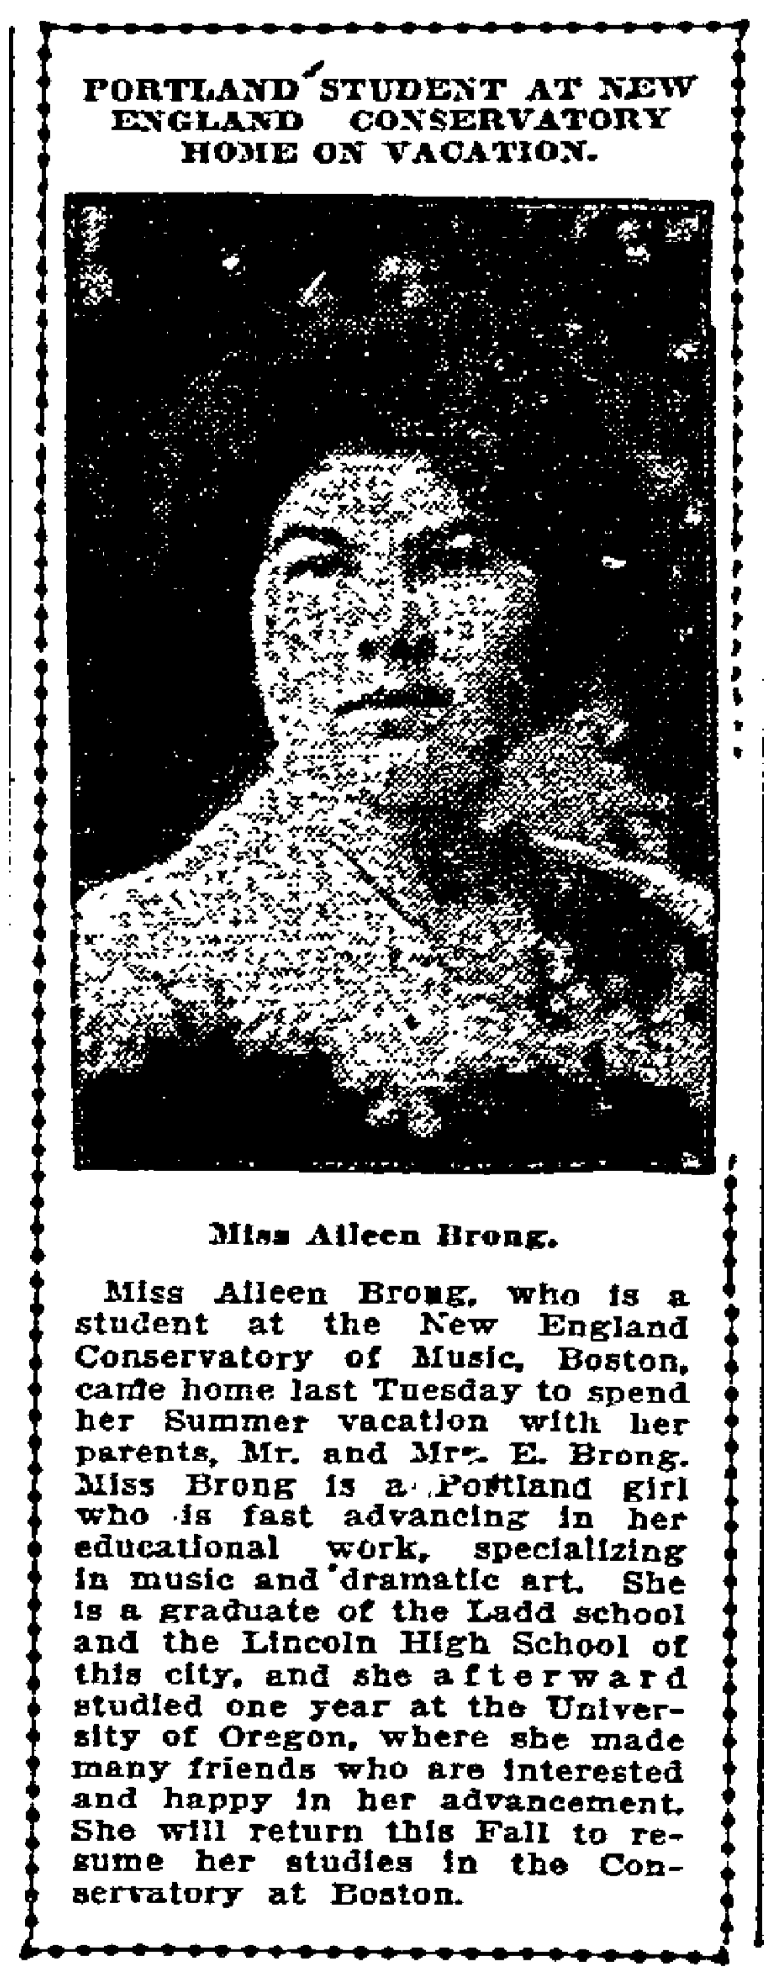 PORTLAND STUDENT AT NEW
ENGLAND CONSERVATORY
HOME ON VACATION.
Miss Aileen Brong.
Miss Aileen Brong, who is a
student at the New England
Conservatory of Music, Boston,
came home last Tuesday to spend
her Summer vacation with her
parents, Mr. and Mrs. E. Brong.
Miss Brong is a Portland girl
who is fast advancing in her
educational work, specializing
in music and dramatic art. She
is a graduate of the Ladd school
and the Lincoln High School of
this city, and she afterward
studied one year at the Univer-
sity of Oregon, where she made
many friends who are interested
and happy in her advancement.
She will return this Fall to re-
sume her studies in the Con-
servatory at Boston.